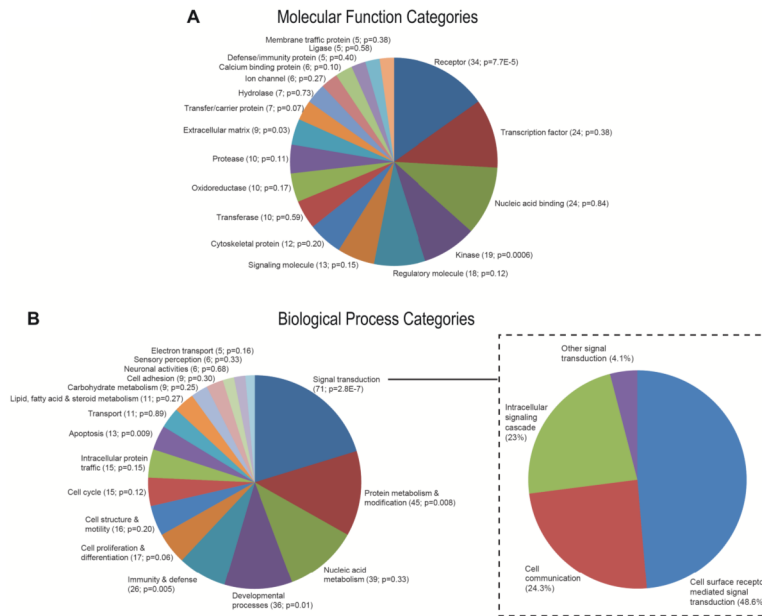 A
Molecular Function Categories
Membrane traffic protein (5; p=0.38)
Ligase (5; p=0.58)
Defense/immunity protein (5; p=0.40)
Calcium binding protein (6; p=0.10)
Ion channel (6; p=0.27)
Hydrolase (7; p=0.73)
Transfer/carrier protein (7; p=0.07)
Extracellular matrix (9; p=0.03)
Protease (10; p=0.11)
Oxidoreductase (10; p=0.17)
Transferase (10; p=0.59)
Cytoskeletal protein (12; p=0.20)
Signaling molecule (13; p=0.15)
Regulatory molecule (18; p=0.12)
Kinase (19; p=0.0006)
Nucleic acid binding (24; p=0.84)
Transcription factor (24; p=0.38)
Receptor (34; p=7.7E-5)
B
Biological Process Categories
Electron transport (5; p=0.16)
Sensory perception (6; p=0.33)
Neuronal activities (6; p=0.68)
Cell adhesion (9; p=0.30)
Carbohydrate metabolism (9; p=0.25)
Lipid, fatty acid & steroid metabolism (11; p=0.27)
Transport (11; p=0.89)
Apoptosis (13; p=0.009)
Intracellular protein
traffic (15; p=0.15)
Cell cycle (15; p=0.12)
Cell structure &
motility (16; p=0.20)
Cell proliferation &
differentiation (17; p=0.06)
Immunity & defense
(26; p=0.005)
Developmental
processes (36; p=0.01)
Nucleic acid
metabolism (39; p=0.33)
Protein metabolism &
modification (45; p=0.008)
Signal transduction
(71; p=2.8E-7)
Other signal
transduction (4.1%)
Intracellular
signaling
cascade
(23%)
Cell
communication
(24.3%)
Cell surface recepto
mediated signal
transduction (48.6%